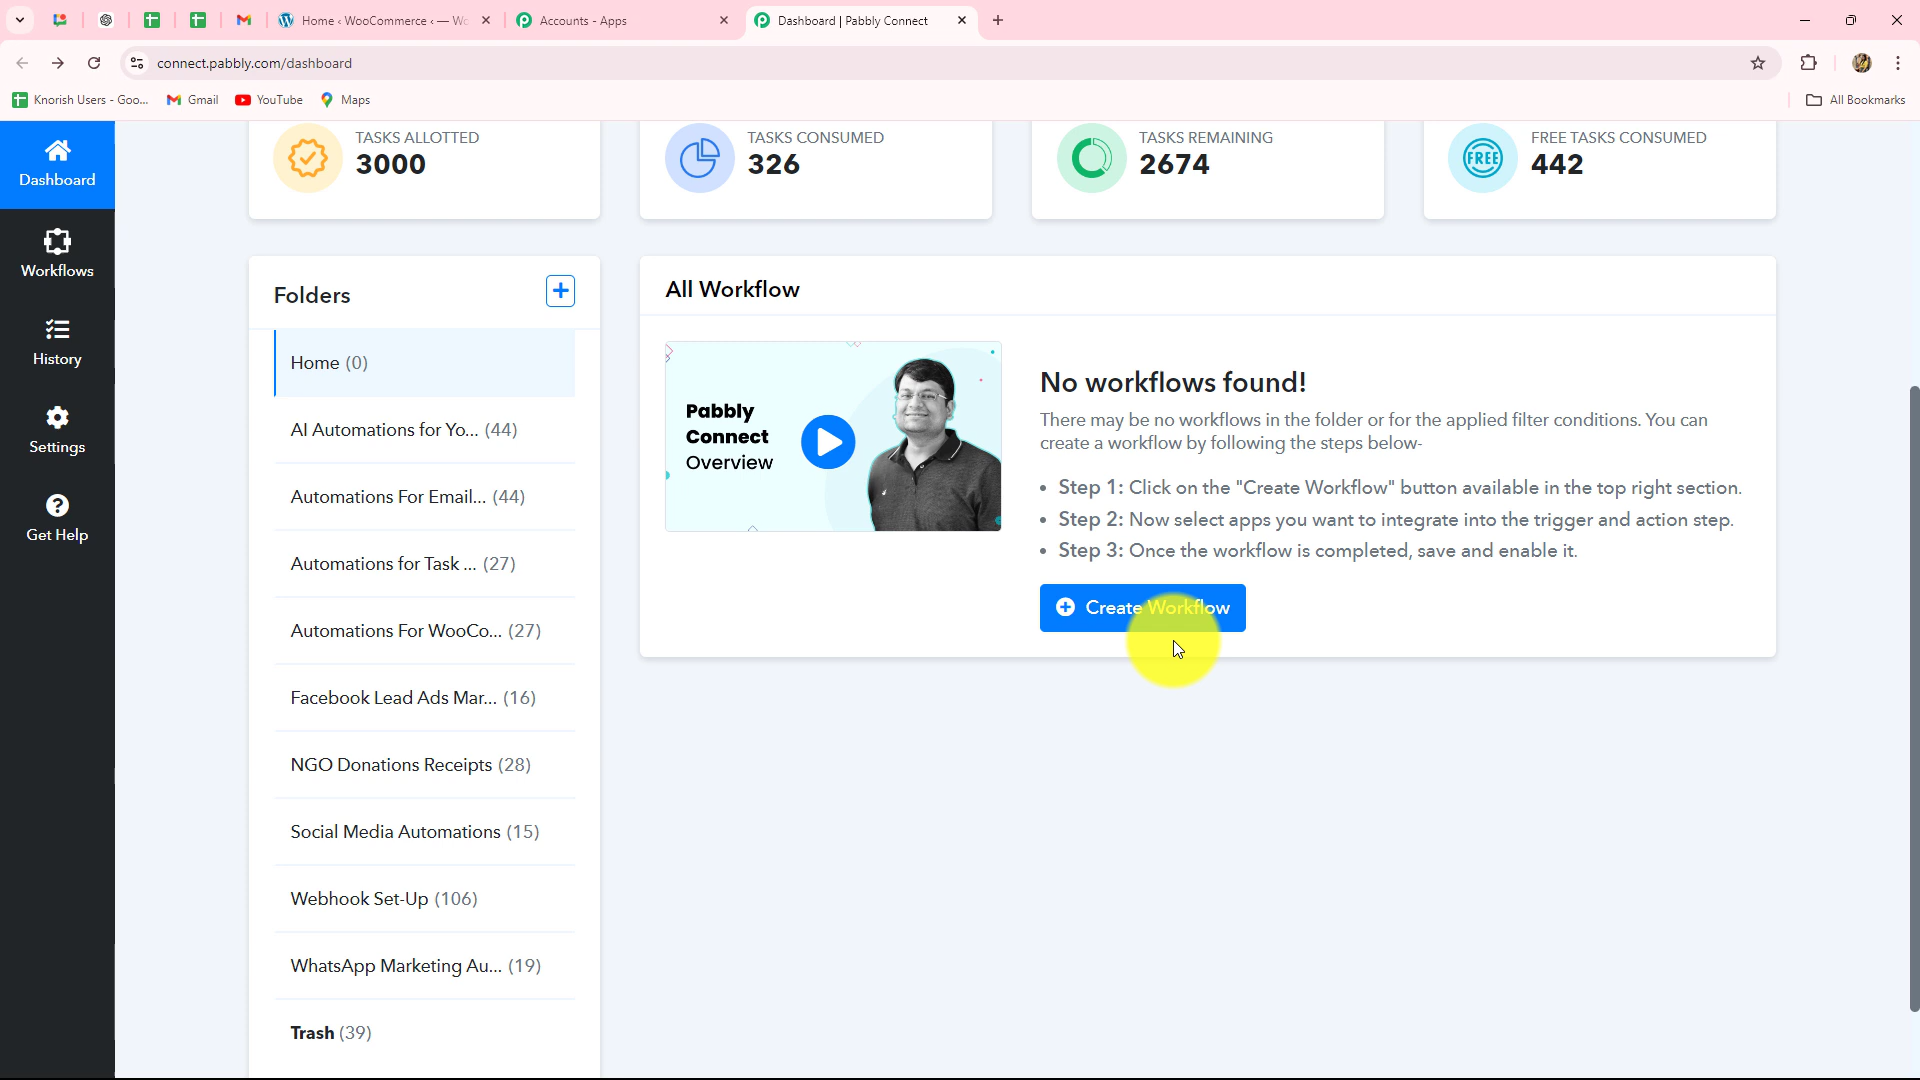 Home ‹ WooCommerce ‹ — Wo
Accounts - Apps
Dashboard | Pabbly Connect
connect.pabbly.com/dashboard
Knorish Users - Goo...
Gmail
YouTube
Maps
All Bookmarks
Dashboard
Workflows
History
Settings
Get Help
TASKS ALLOTTED
3000
TASKS CONSUMED
326
TASKS REMAINING
2674
FREE
FREE TASKS CONSUMED
442
Folders
Home (0)
AI Automations for Yo... (44)
Automations For Email... (44)
Automations for Task ... (27)
Automations For WooCo... (27)
Facebook Lead Ads Mar... (16)
NGO Donations Receipts (28)
Social Media Automations (15)
Webhook Set-Up (106)
WhatsApp Marketing Au... (19)
Trash (39)
All Workflow
Pabbly
Connect
Overview
No workflows found!
There may be no workflows in the folder or for the applied filter conditions. You can
create a workflow by following the steps below-
• Step 1: Click on the "Create Workflow" button available in the top right section.
• Step 2: Now select apps you want to integrate into the trigger and action step.
• Step 3: Once the workflow is completed, save and enable it.
Create Workflow